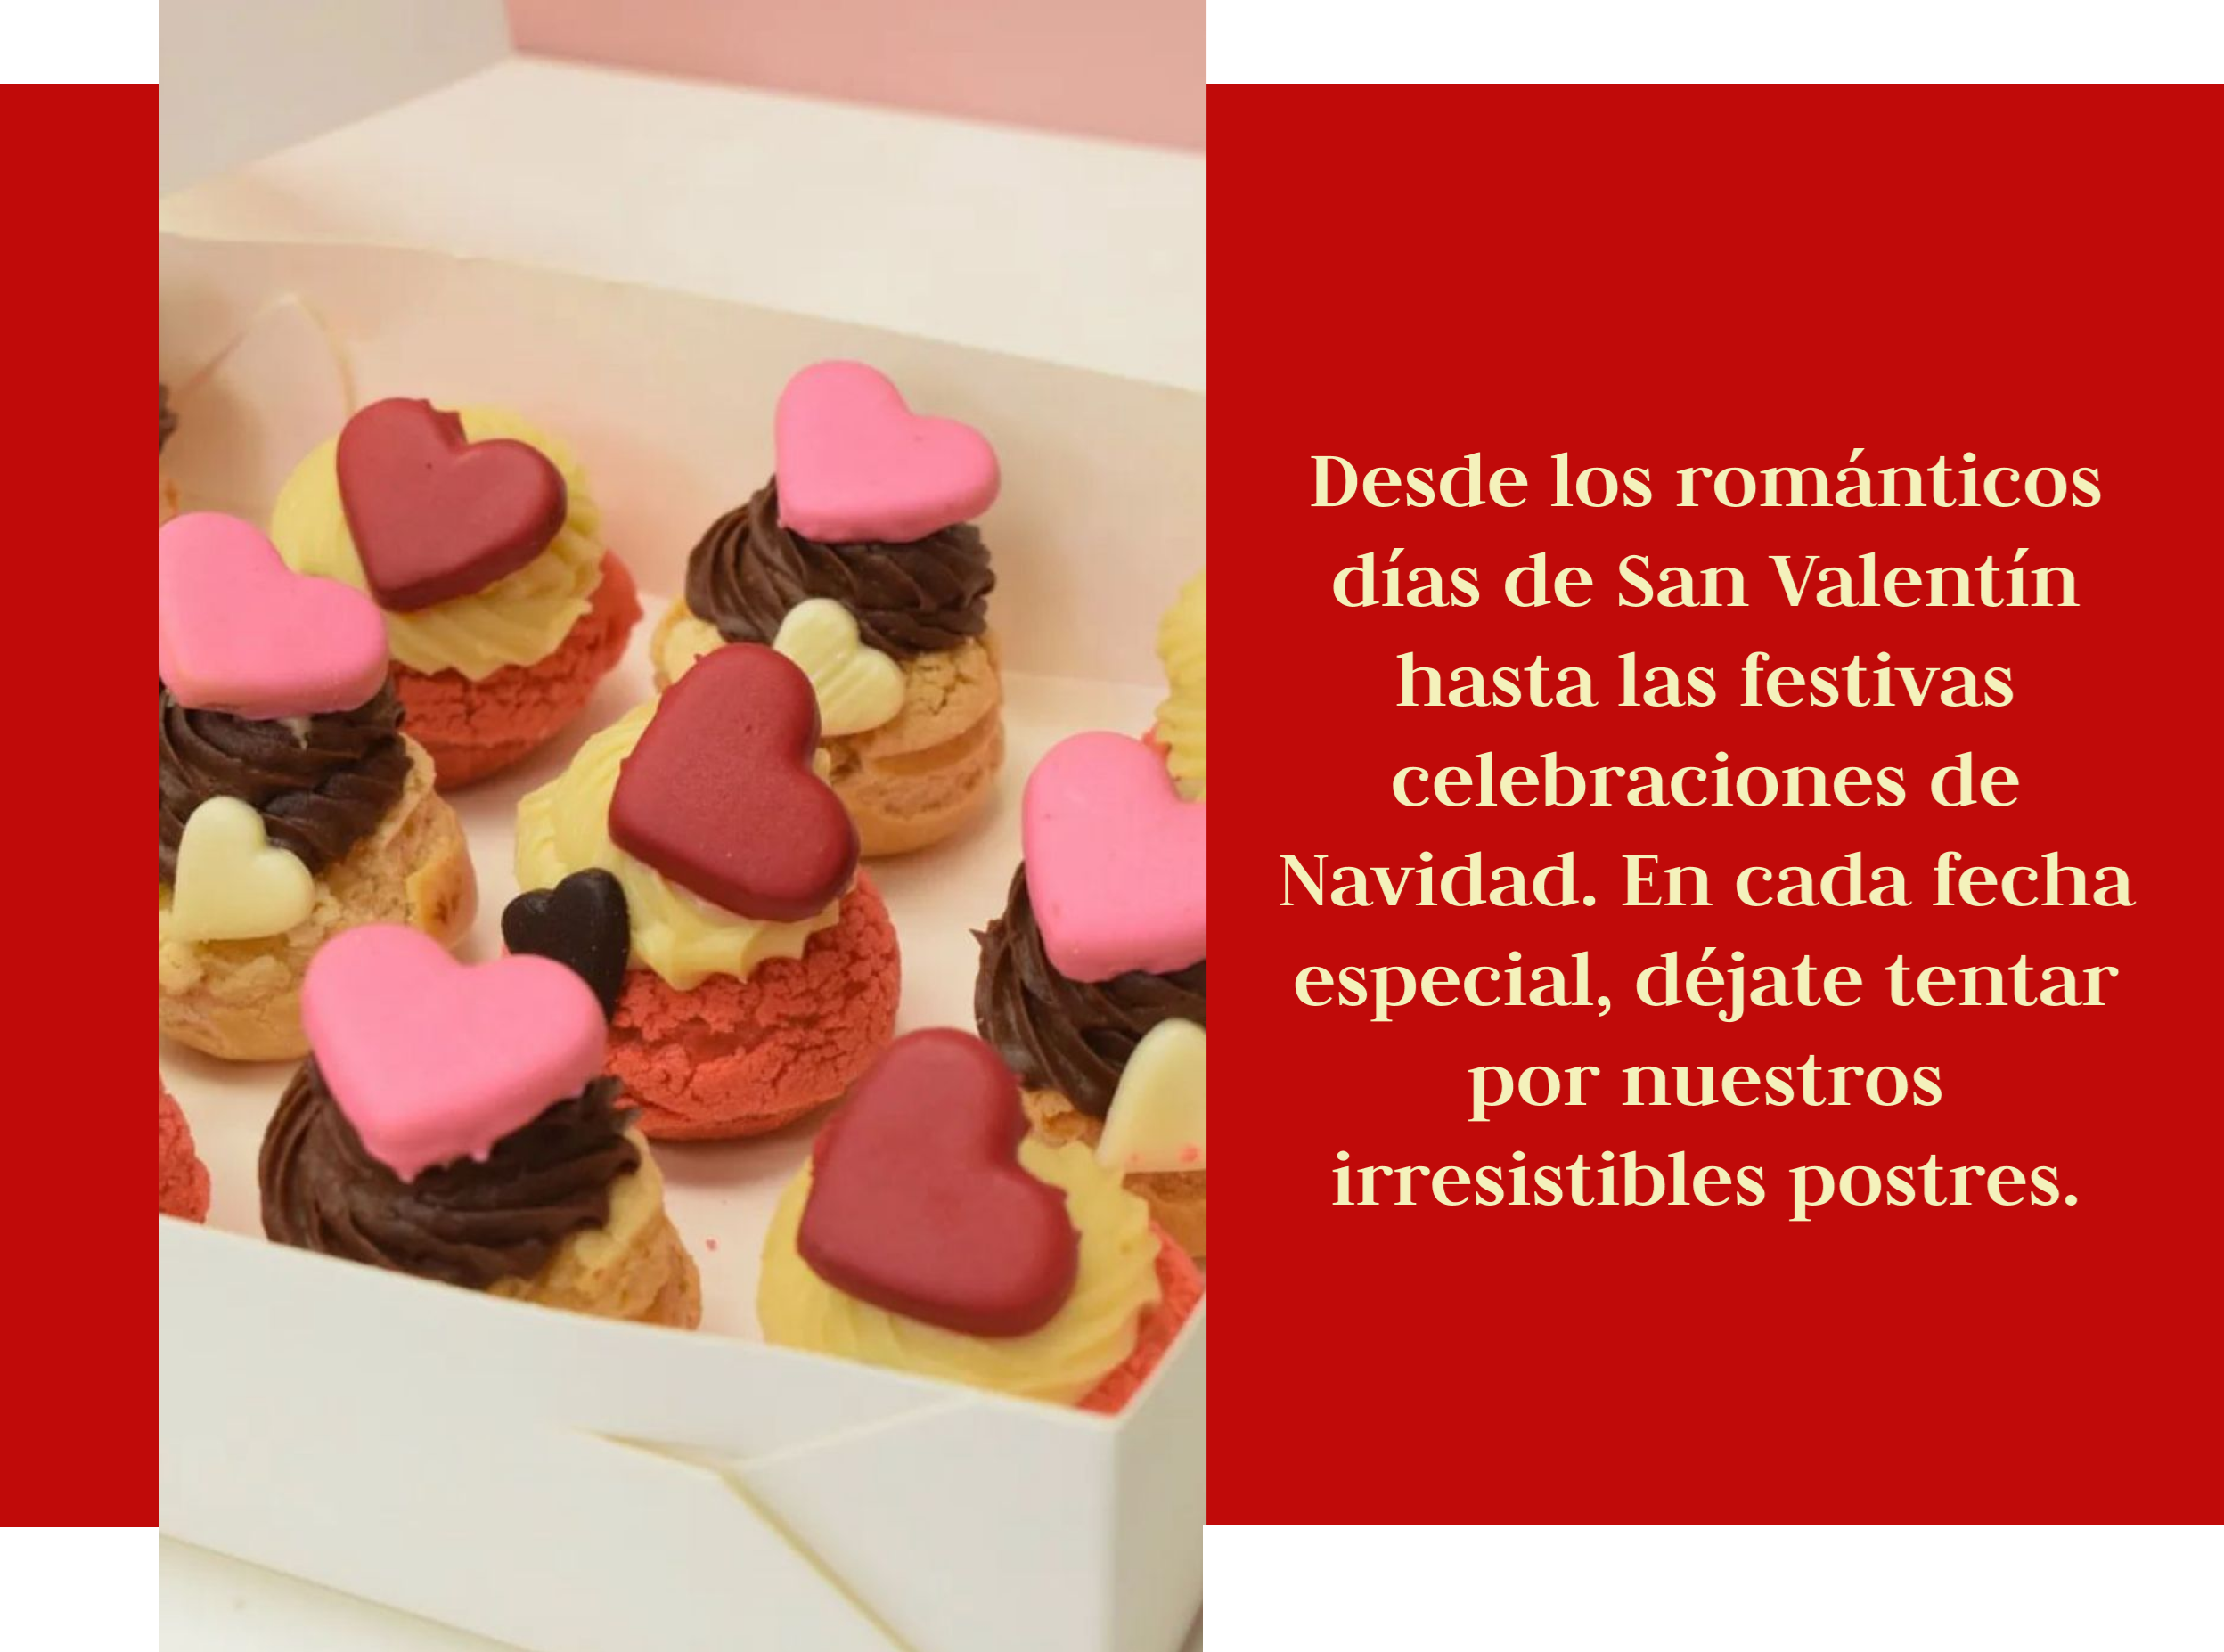 Desde los románticos
días de San Valentín
hasta las festivas
celebraciones de
Navidad. En cada fecha
especial, déjate tentar
por nuestros
irresistibles postres.